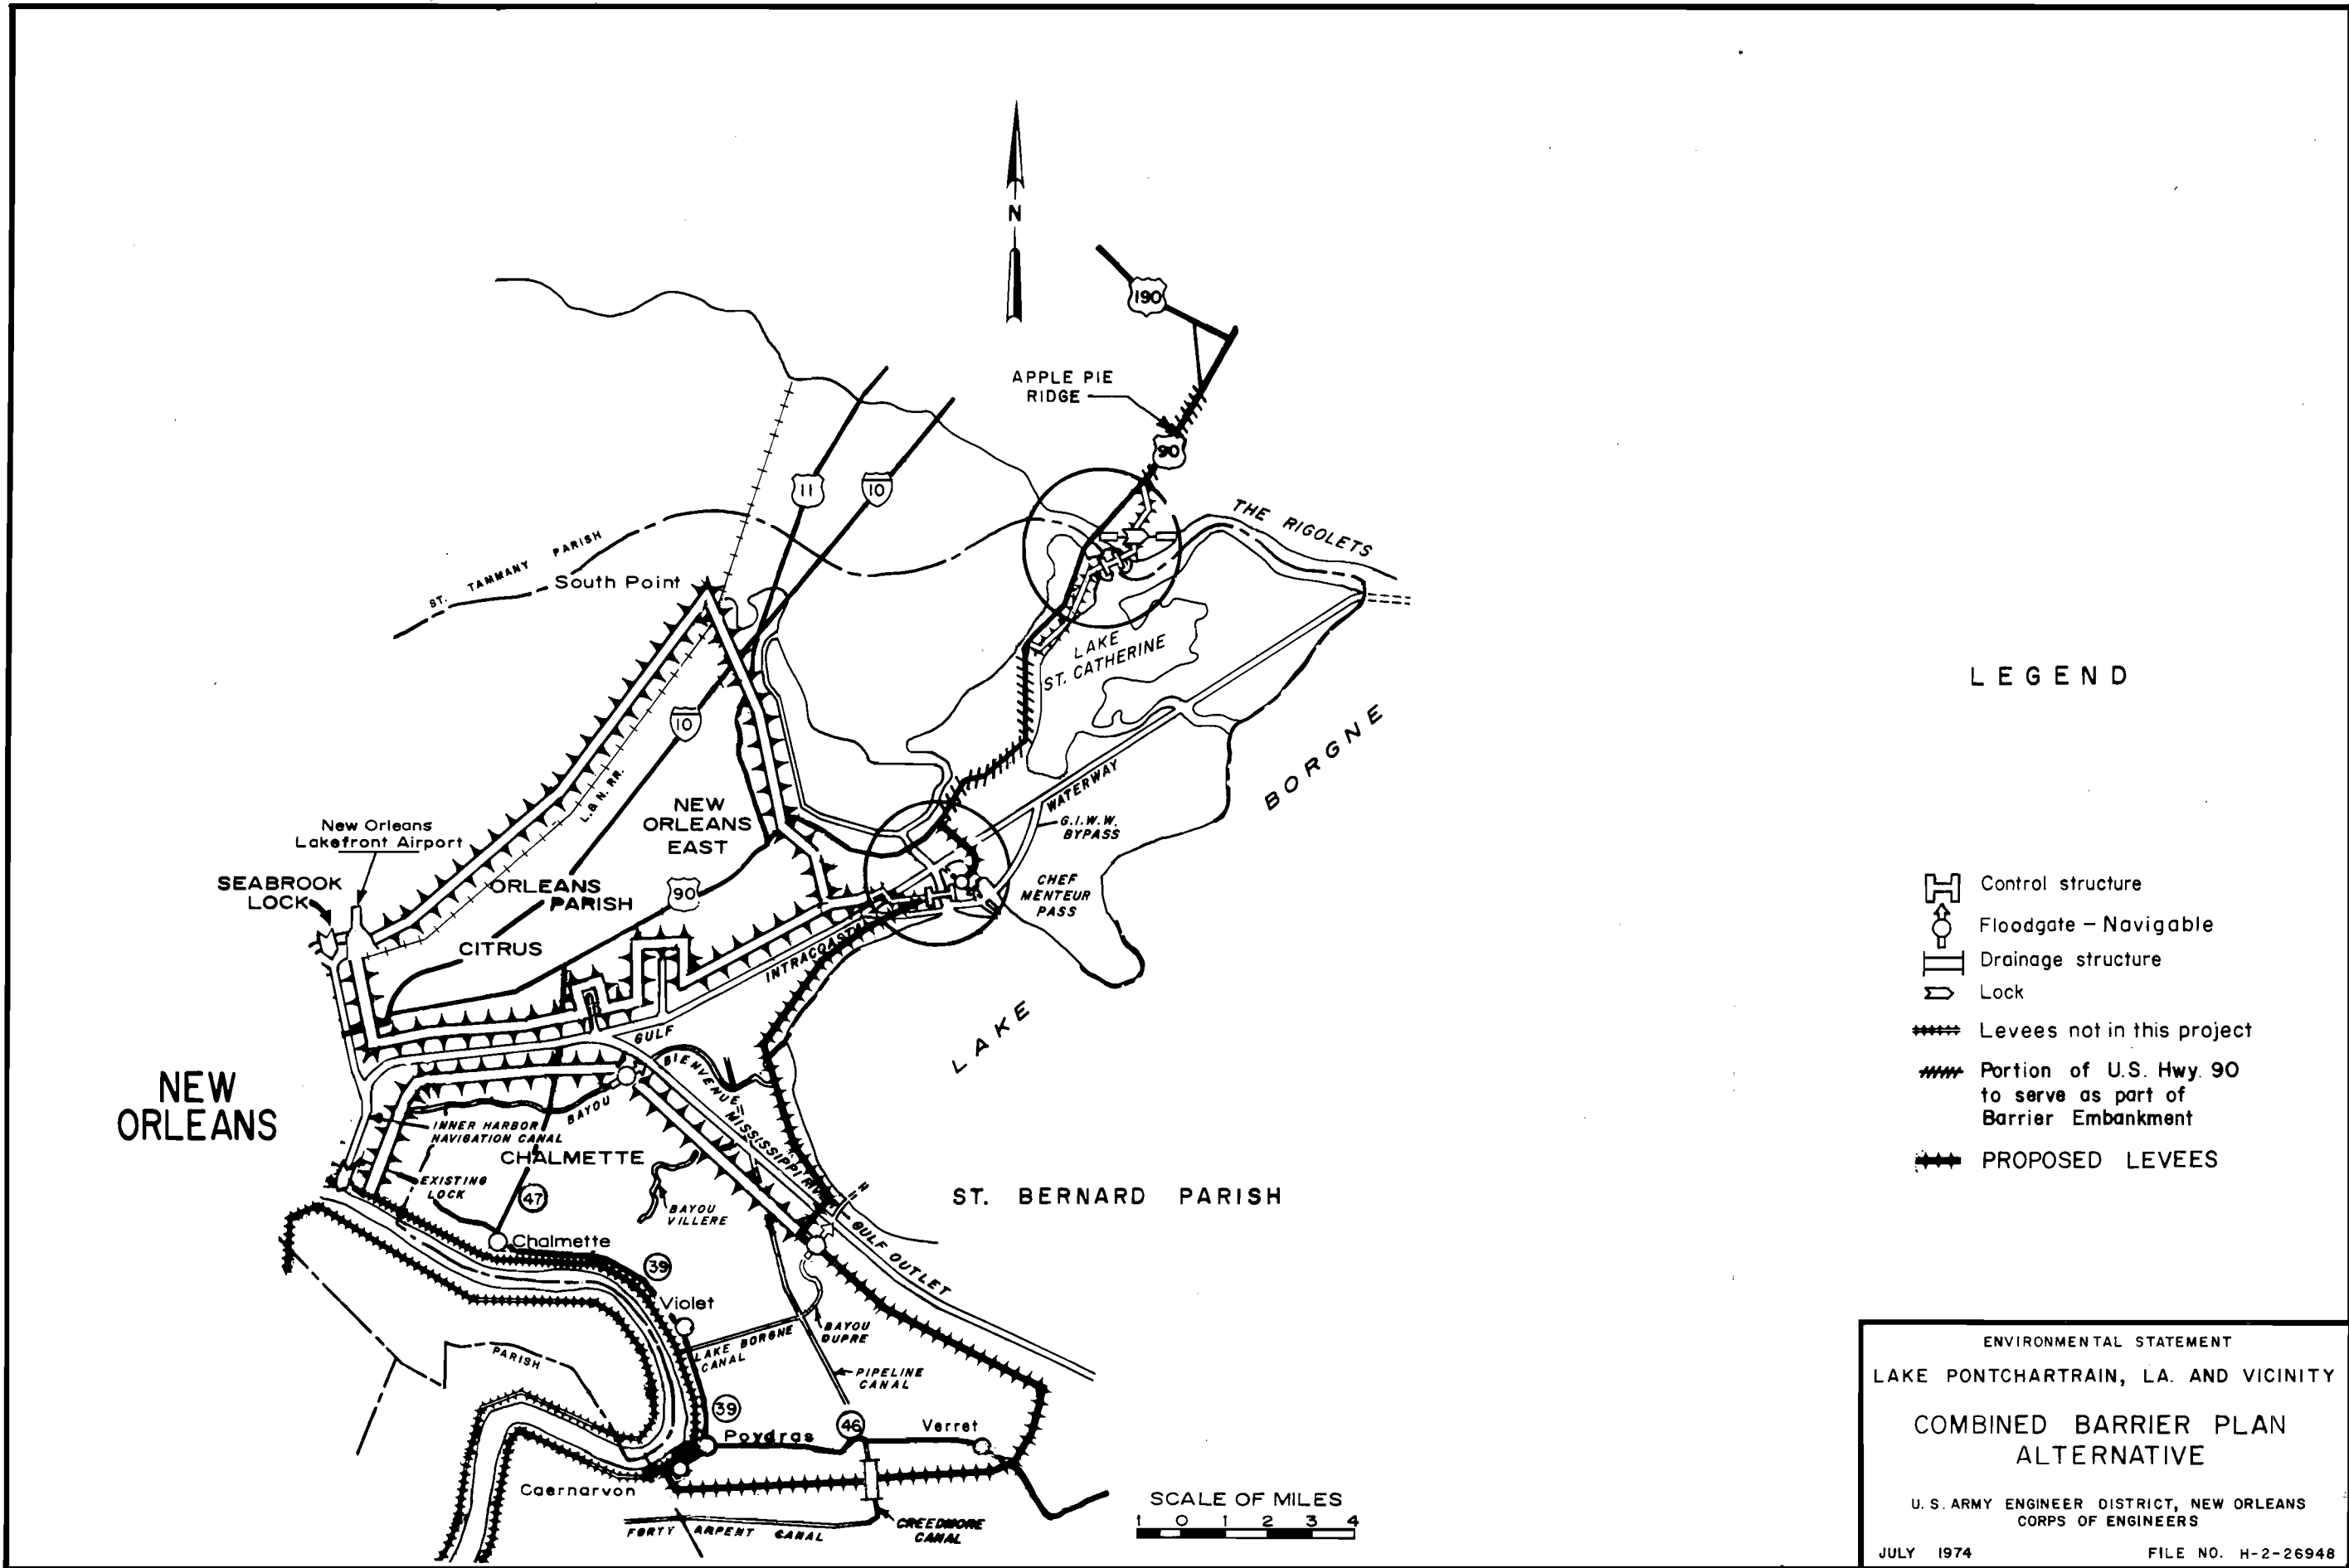 N
190
APPLE PIE
RIDGE
90
11
10
THE RIGOLETS
ST. TAMMANY PARISH
South Point
LAKE
ST. CATHERINE
LEGEND
10
L. & N. RR.
LAKE BORGNE
WATERWAY
NEW
ORLEANS
EAST
G.I.W.W.
BYPASS
New Orleans
Lakefront Airport
SEABROOK
LOCK
ORLEANS
PARISH
90
CHEF
MENTEUR
PASS
Control structure
Floodgate – Navigable
Drainage structure
Lock
Levees not in this project
Portion of U.S. Hwy. 90
to serve as part of
Barrier Embankment
PROPOSED LEVEES
CITRUS
INTRACOASTAL
GULF
BIENVENUE
BAYOU
NEW
ORLEANS
INNER HARBOR
NAVIGATION CANAL
MISSISSIPPI RIV
CHALMETTE
EXISTING
LOCK
47
BAYOU
VILLERE
ST. BERNARD PARISH
GULF OUTLET
Chalmette
39
Violet
BAYOU
DUPRE
LAKE BORGNE
CANAL
PARISH
PIPELINE
CANAL
39
46
Verret
Poydras
Caernarvon
FORTY ARPENT CANAL
CREEDMORE
CANAL
SCALE OF MILES
1 0 1 2 3 4
ENVIRONMENTAL STATEMENT
LAKE PONTCHARTRAIN, LA. AND VICINITY
COMBINED BARRIER PLAN
ALTERNATIVE
U. S. ARMY ENGINEER DISTRICT, NEW ORLEANS
CORPS OF ENGINEERS
JULY 1974 FILE NO. H-2-26948